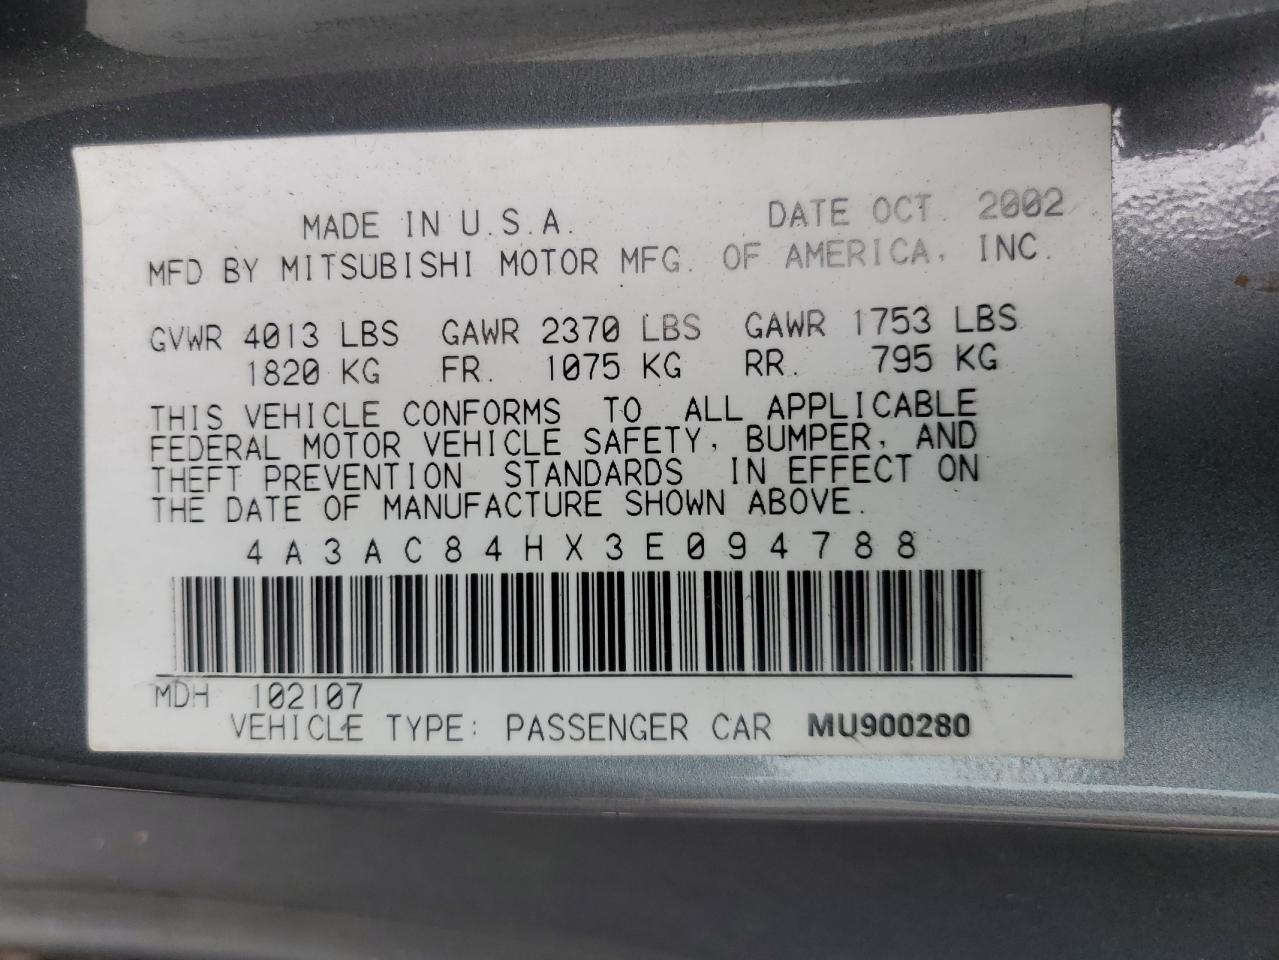 MADE IN U.S.A. DATE OCT. 2002
MFD BY MITSUBISHI MOTOR MFG. OF AMERICA, INC.
GVWR 4013 LBS GAWR 2370 LBS GAWR 1753 LBS
1820 KG FR. 1075 KG RR. 795 KG
THIS VEHICLE CONFORMS TO ALL APPLICABLE
FEDERAL MOTOR VEHICLE SAFETY, BUMPER, AND
THEFT PREVENTION STANDARDS IN EFFECT ON
THE DATE OF MANUFACTURE SHOWN ABOVE.
4A3AC84HX3E094788
MDH 102107
VEHICLE TYPE: PASSENGER CAR MU900280